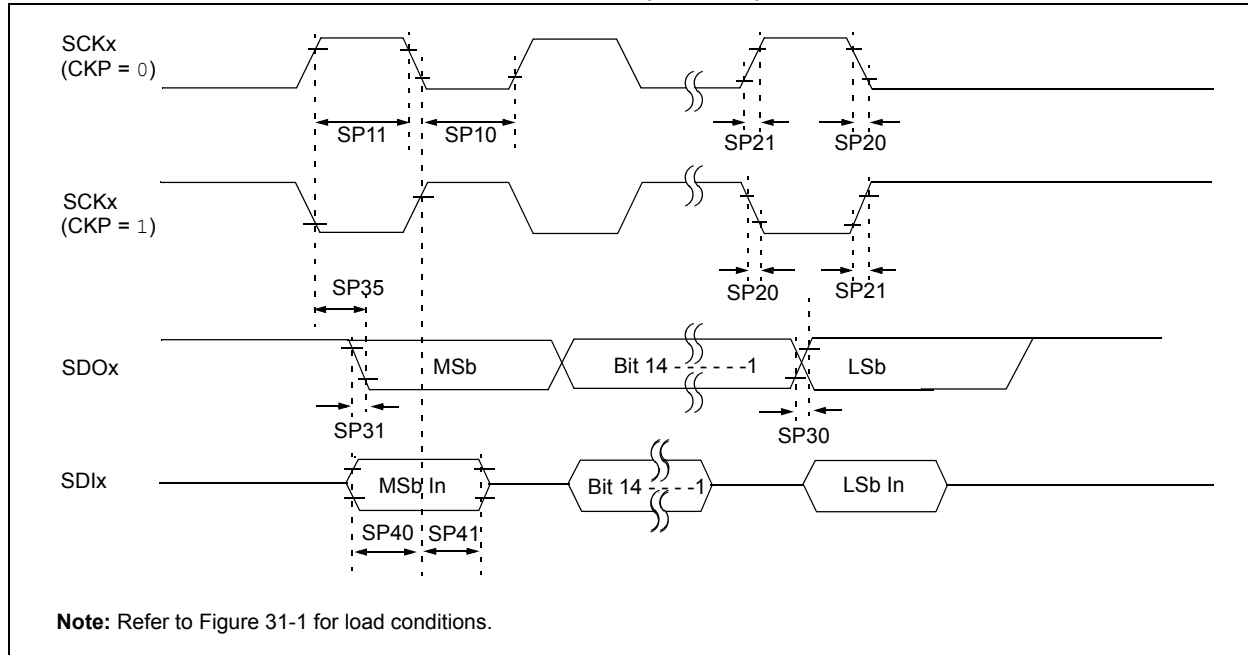 SCKx
(CKP = 0)
SP11
SP10
SP21
SP20
SCKx
(CKP = 1)
SP35
SP20
SP21
SDOx
MSb
Bit 14 - - - - - -1
LSb
SP31
SP30
SDIx
MSb In
Bit 14 - - - -1
LSb In
SP40
SP41
Note: Refer to Figure 31-1 for load conditions.